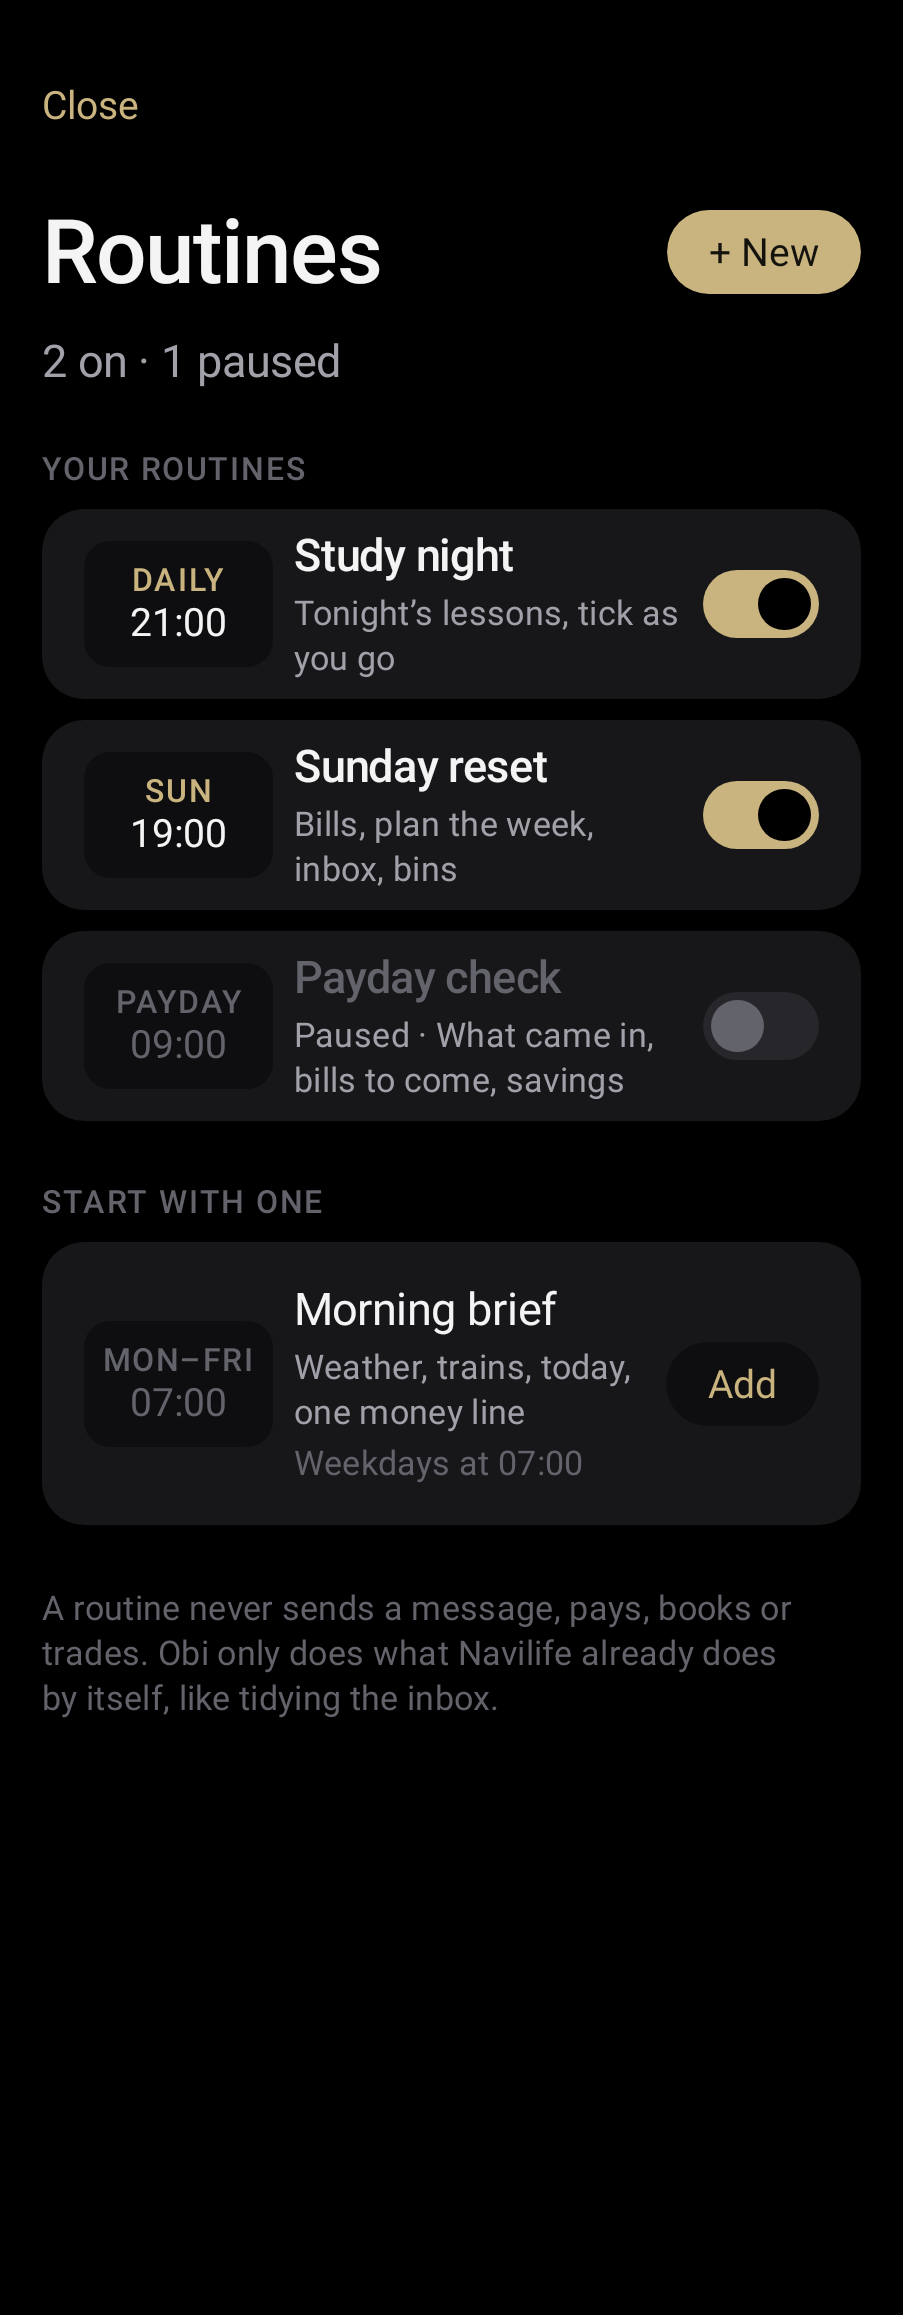 Close
Routines
+ New
2 on · 1 paused
YOUR ROUTINES
DAILY
21:00
Study night
Tonight’s lessons, tick as
you go
SUN
19:00
Sunday reset
Bills, plan the week,
inbox, bins
PAYDAY
09:00
Payday check
Paused · What came in,
bills to come, savings
START WITH ONE
MON–FRI
07:00
Morning brief
Weather, trains, today,
one money line
Weekdays at 07:00
Add
A routine never sends a message, pays, books or
trades. Obi only does what Navilife already does
by itself, like tidying the inbox.